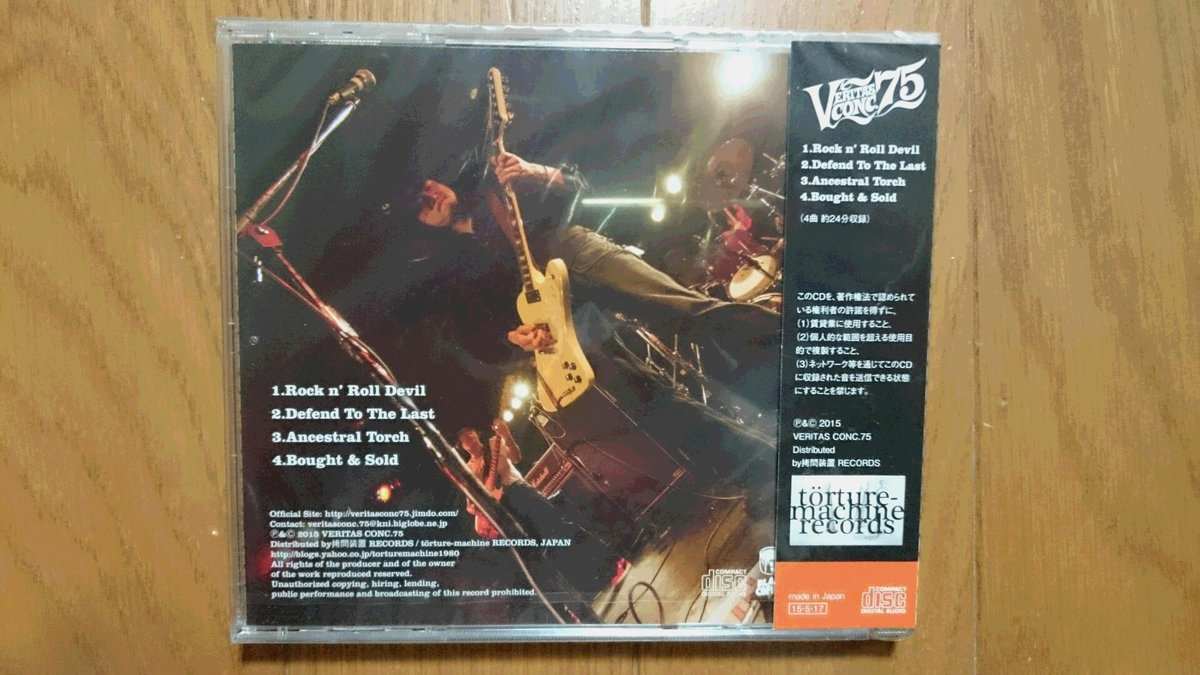 1.Rock n' Roll Devil
2.Defend To The Last
3.Ancestral Torch
4.Bought & Sold
Official Site: http://veritasconc75.jimdo.com/
Contact: veritasconc.75@kni.biglobe.ne.jp
Ⓟ&© 2015 VERITAS CONC.75
Distributed by拷問装置 RECORDS / törture-machine RECORDS, JAPAN
http://blogs.yahoo.co.jp/torturemachine1980
All rights of the producer and of the owner
of the work reproduced reserved.
Unauthorized copying, hiring, lending,
public performance and broadcasting of this record prohibited.
COMPACT
disc
DIGITAL AUDIO
VERITAS
CONC.75
1.Rock n' Roll Devil
2.Defend To The Last
3.Ancestral Torch
4.Bought & Sold
(4曲 約24分収録)
このCDを、著作権法で認められて
いる権利者の許諾を得ずに、
(1)賃貸業に使用すること、
(2)個人的な範囲を超える使用目
的で複製すること、
(3)ネットワーク等を通じてこのCD
に収録された音を送信できる状態
にすることを禁じます。
Ⓟ&© 2015
VERITAS CONC.75
Distributed
by拷問装置 RECORDS
törture-
machine
records
made in Japan
15・5・17
COMPACT
disc
DIGITAL AUDIO